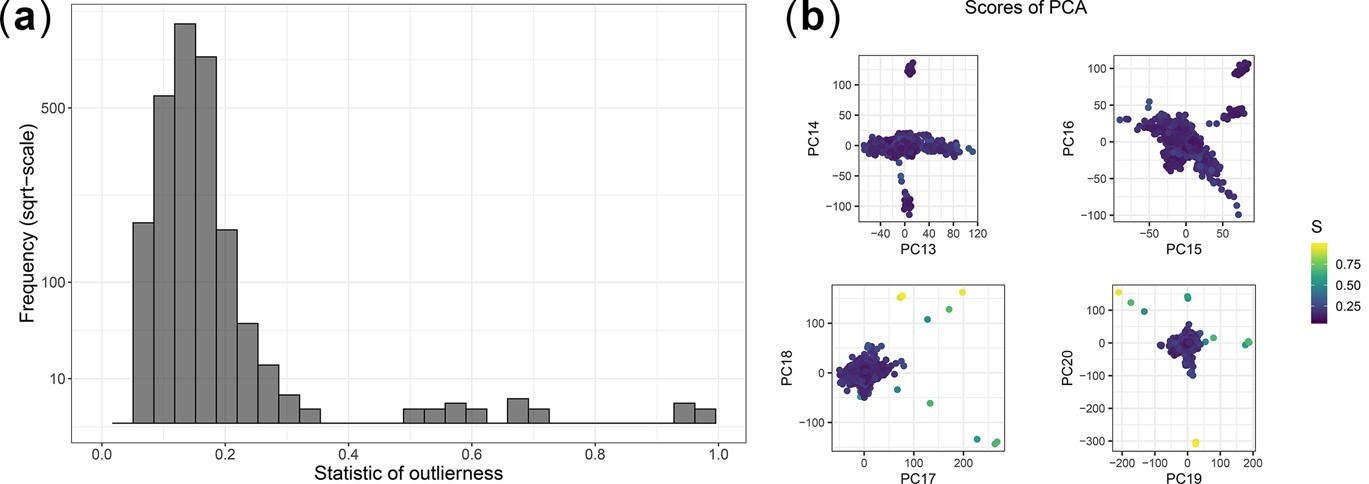 (a)
Frequency (sqrt−scale)
500
100
10
0.0 0.2 0.4 0.6 0.8 1.0
Statistic of outlierness
(b)
Scores of PCA
PC14
100
50
0
−50
−100
−40 0 40 80 120
PC13
PC16
100
50
0
−50
−100
−50 0 50
PC15
PC18
100
0
−100
0 100 200
PC17
PC20
100
0
−100
−200
−300
−200 −100 0 100 200
PC19
S
0.75
0.50
0.25